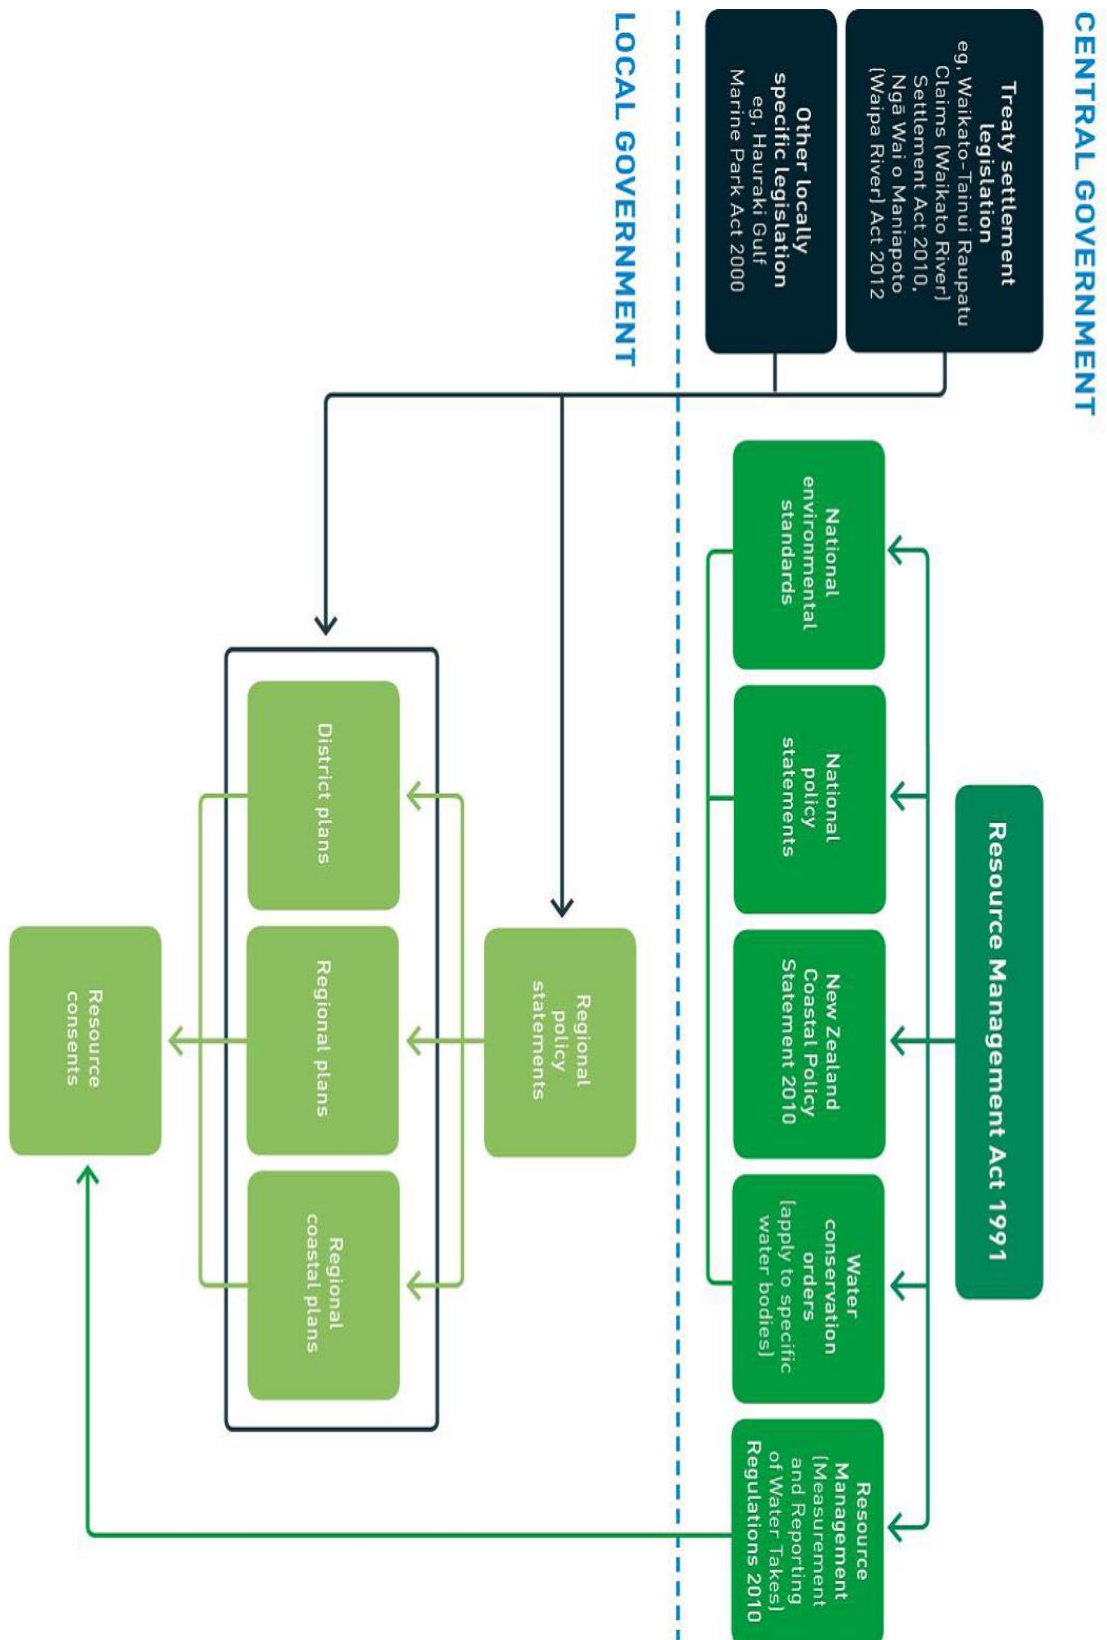 CENTRAL GOVERNMENT
Resource Management Act 1991
Treaty settlement
legislation
eg, Waikato–Tainui Raupatu
Claims (Waikato River)
Settlement Act 2010,
Ngā Wai o Maniapoto
(Waipa River) Act 2012
Other locally
specific legislation
eg, Hauraki Gulf
Marine Park Act 2000
National
environmental
standards
National
policy
statements
New Zealand
Coastal Policy
Statement 2010
Water
conservation
orders
(apply to specific
water bodies)
Resource
Management
(Measurement
and Reporting
of Water Takes)
Regulations 2010
LOCAL GOVERNMENT
Regional
policy
statements
District plans
Regional plans
Regional
coastal plans
Resource
consents